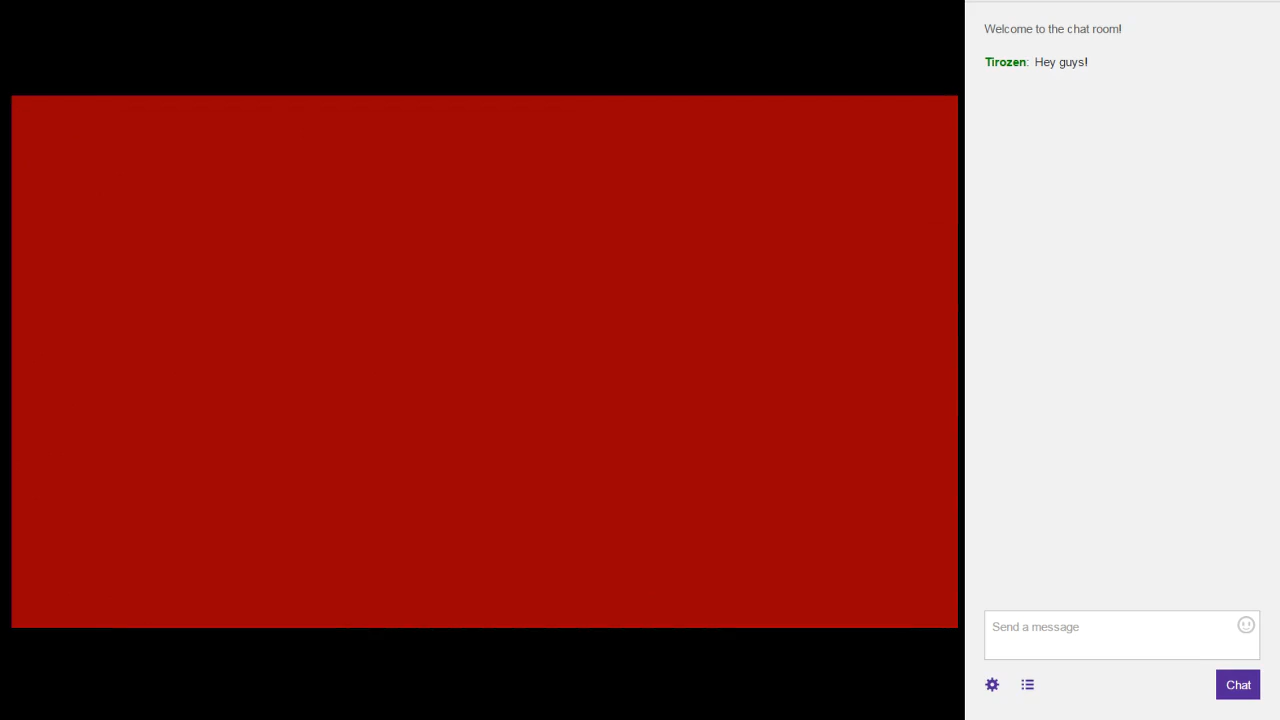 Welcome to the chat room!
Tirozen: Hey guys!
Send a message
Chat